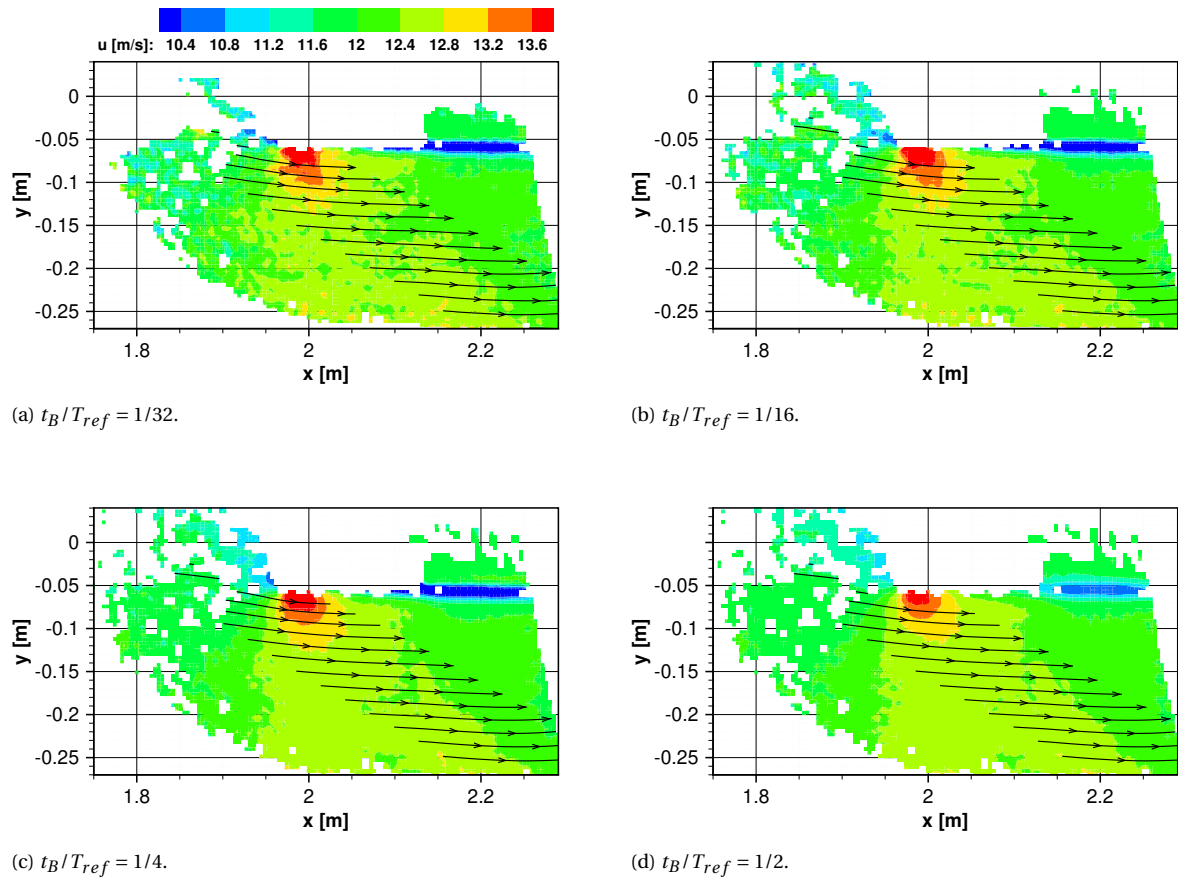 u [m/s]: 10.4 10.8 11.2 11.6 12 12.4 12.8 13.2 13.6
0
-0.05
-0.1
-0.15
-0.2
-0.25
y [m]
1.8 2 2.2
x [m]
(a) t_B/T_ref = 1/32.
0
-0.05
-0.1
-0.15
-0.2
-0.25
y [m]
1.8 2 2.2
x [m]
(b) t_B/T_ref = 1/16.
0
-0.05
-0.1
-0.15
-0.2
-0.25
y [m]
1.8 2 2.2
x [m]
(c) t_B/T_ref = 1/4.
0
-0.05
-0.1
-0.15
-0.2
-0.25
y [m]
1.8 2 2.2
x [m]
(d) t_B/T_ref = 1/2.